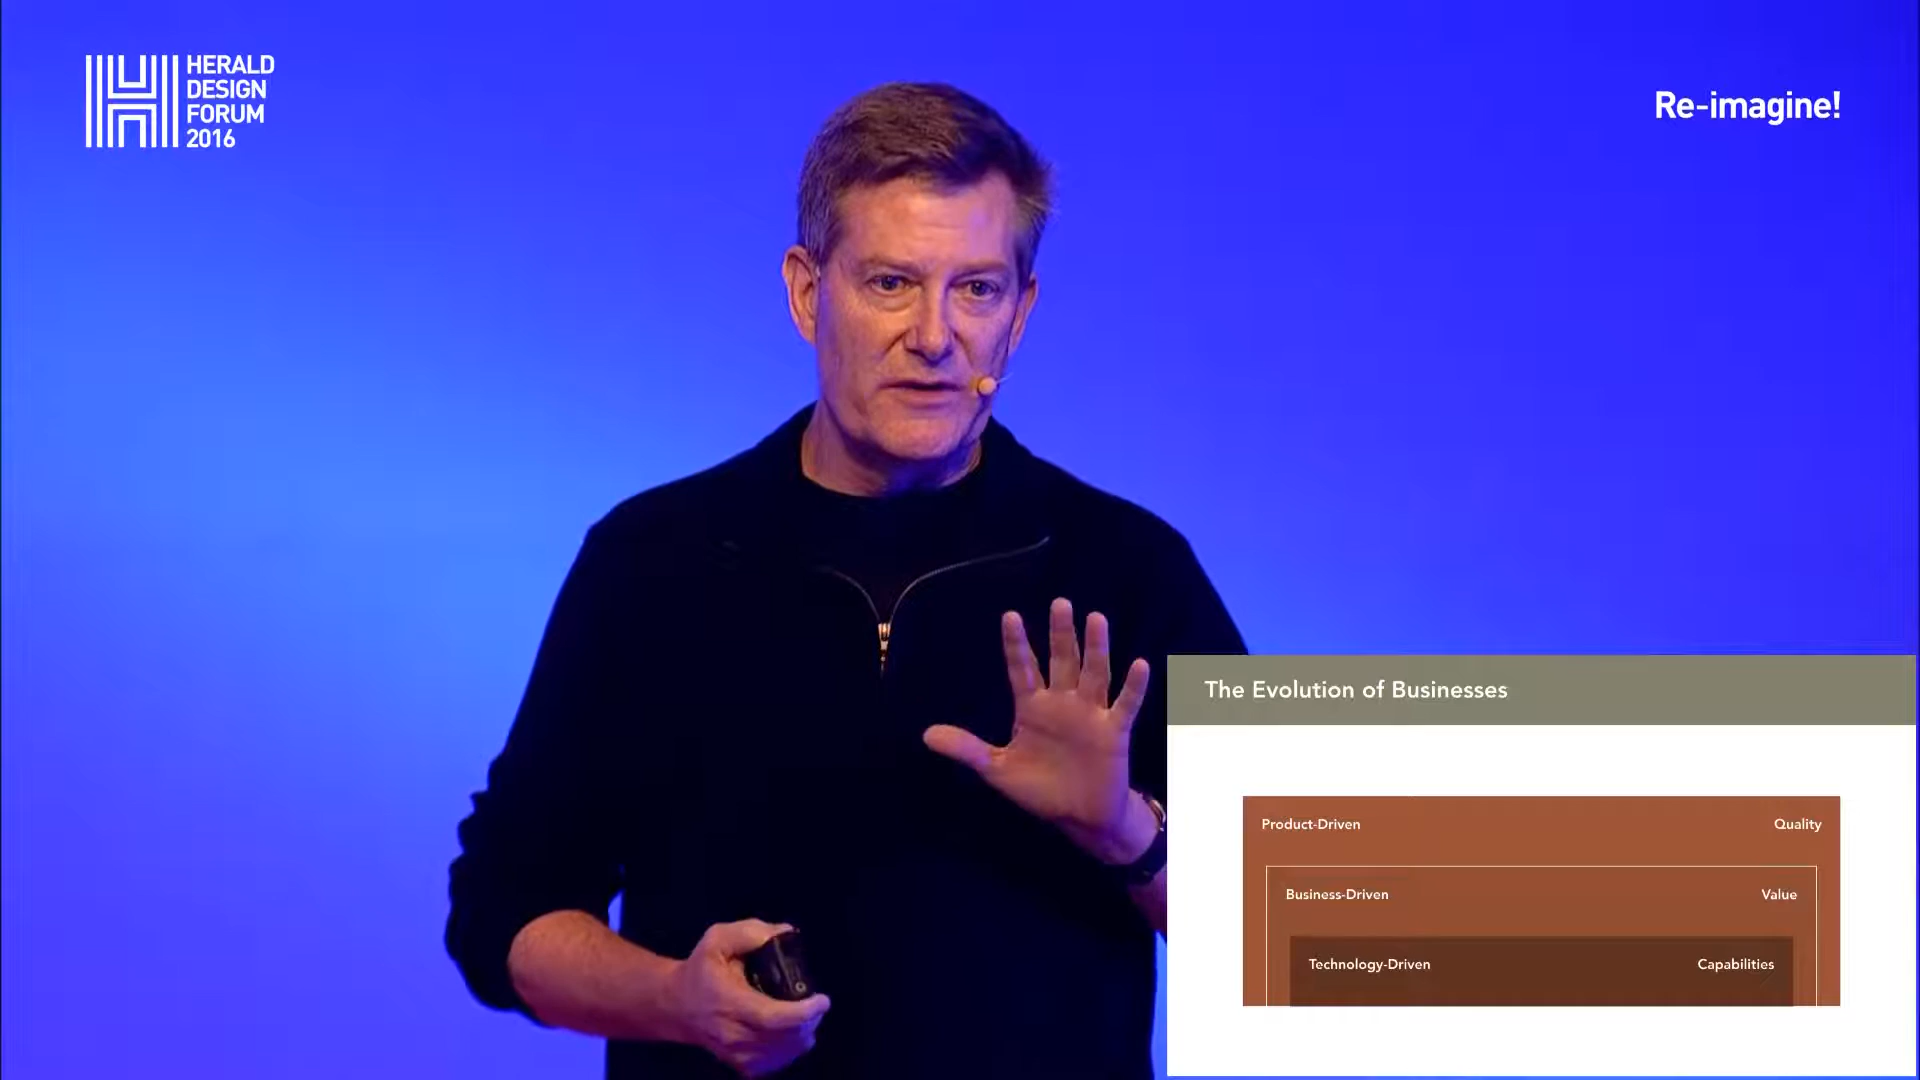 HERALD
DESIGN
FORUM
2016
Re-imagine!
The Evolution of Businesses
Product-Driven Quality
Business-Driven Value
Technology-Driven Capabilities